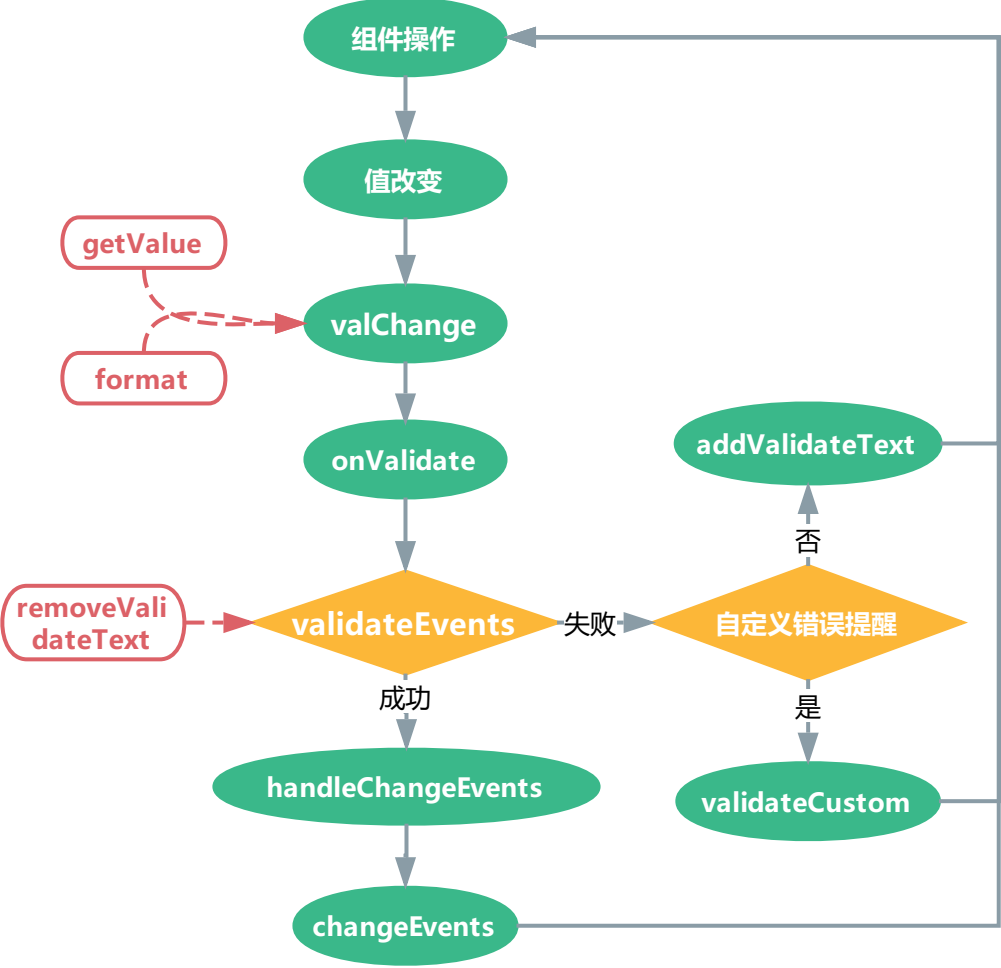 组件操作
值改变
getValue
valChange
format
onValidate
addValidateText
否
removeVali
dateText
validateEvents
失败
自定义错误提醒
成功
是
handleChangeEvents
validateCustom
changeEvents